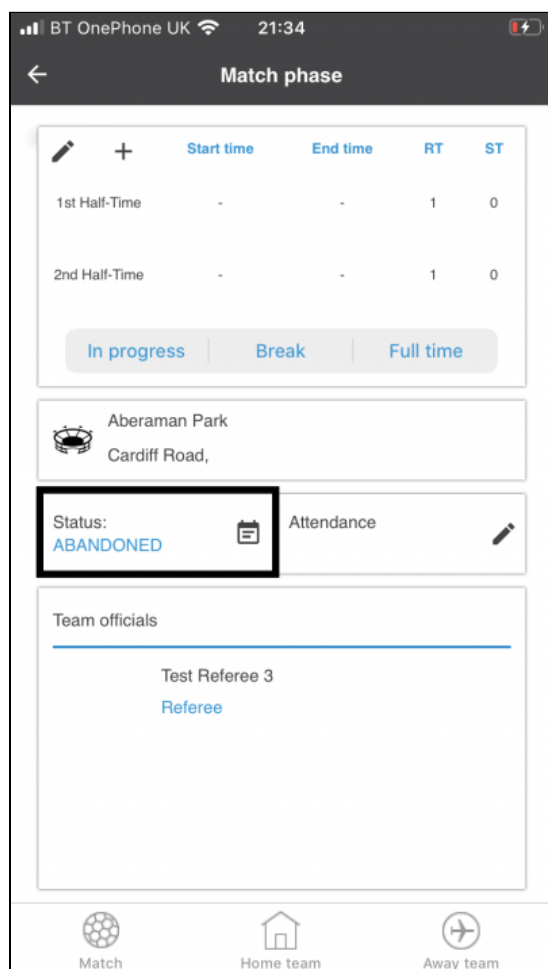 BT OnePhone UK 21:34
Match phase
Start time End time RT ST
1st Half-Time - - 1 0
2nd Half-Time - - 1 0
In progress Break Full time
Aberaman Park
Cardiff Road,
Status: Attendance
ABANDONED
Team officials
Test Referee 3
Referee
Match Home team Away team